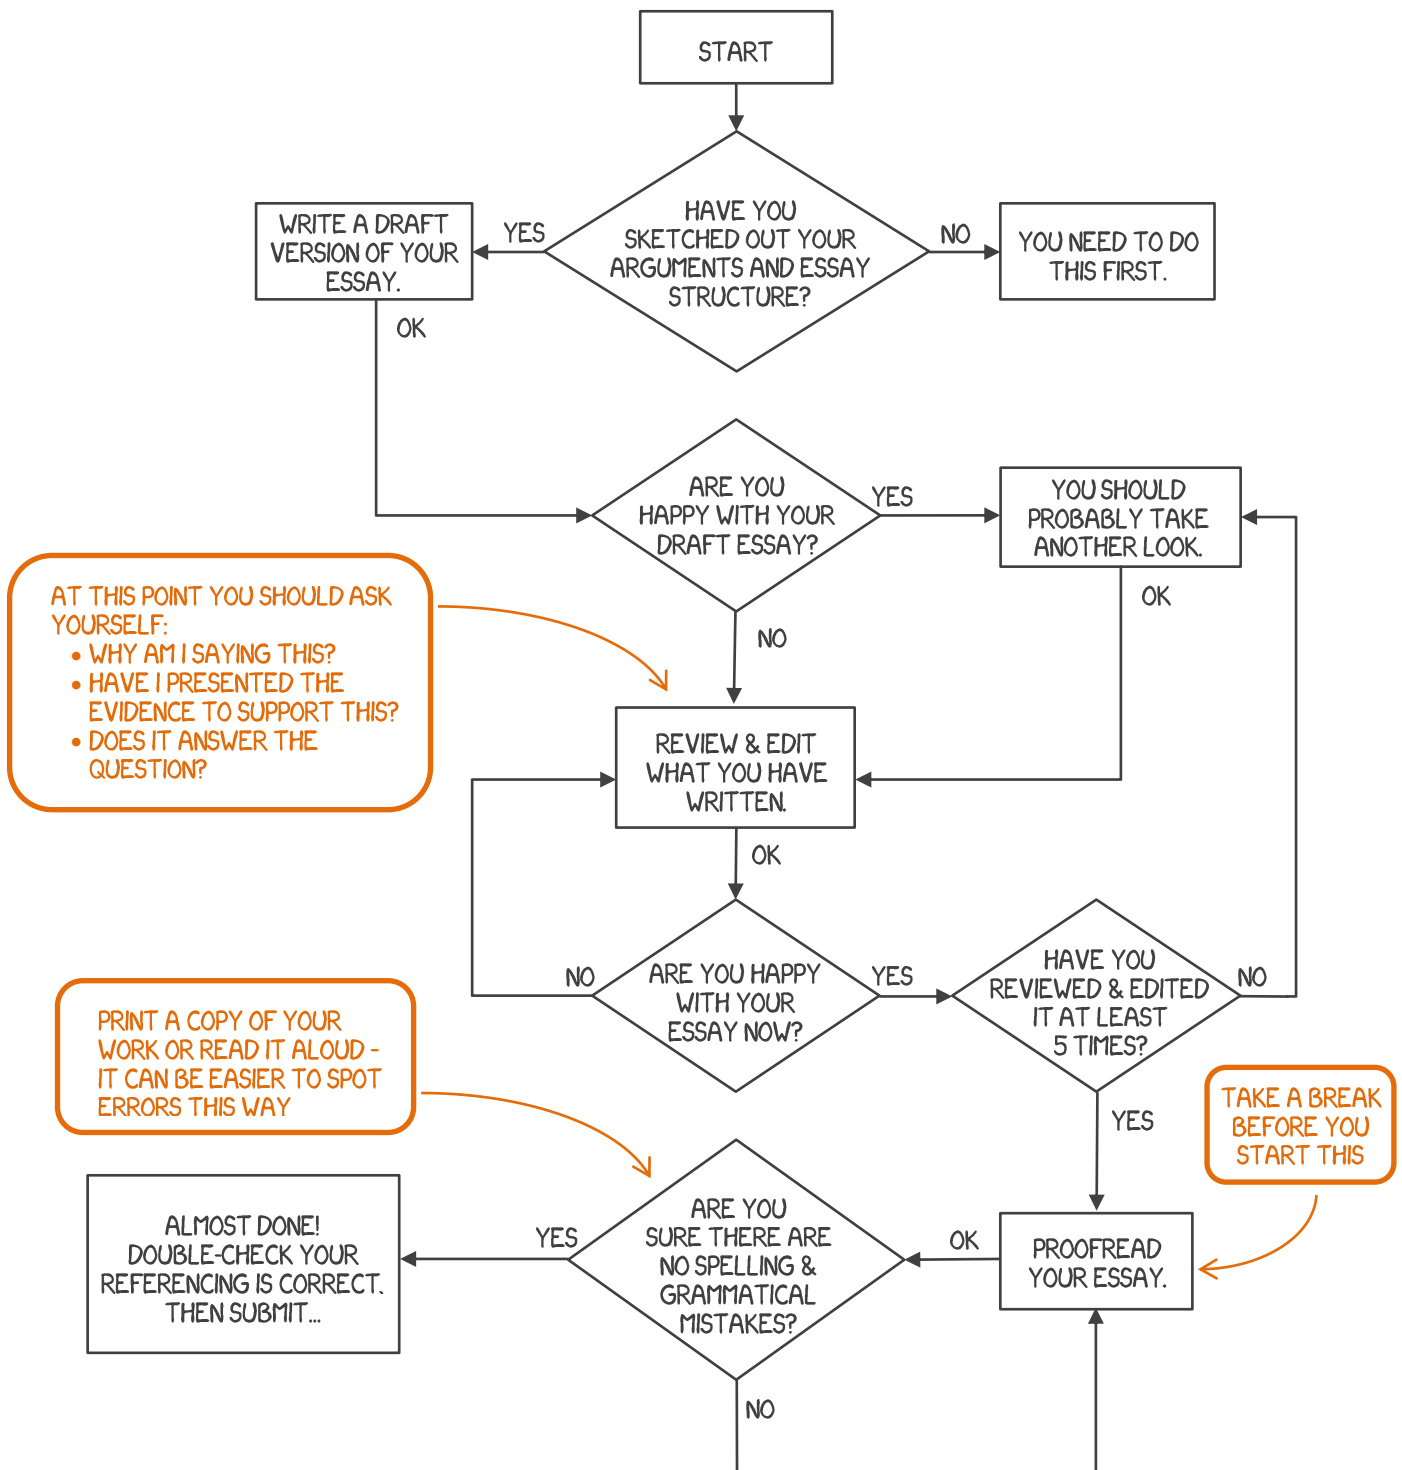 START
HAVE YOU
SKETCHED OUT YOUR
ARGUMENTS AND ESSAY
STRUCTURE?
YES
NO
WRITE A DRAFT
VERSION OF YOUR
ESSAY.
YOU NEED TO DO
THIS FIRST.
OK
ARE YOU
HAPPY WITH YOUR
DRAFT ESSAY?
YES
YOU SHOULD
PROBABLY TAKE
ANOTHER LOOK.
OK
NO
AT THIS POINT YOU SHOULD ASK
YOURSELF:
• WHY AM I SAYING THIS?
• HAVE I PRESENTED THE
EVIDENCE TO SUPPORT THIS?
• DOES IT ANSWER THE
QUESTION?
REVIEW & EDIT
WHAT YOU HAVE
WRITTEN.
OK
ARE YOU HAPPY
WITH YOUR
ESSAY NOW?
NO
YES
HAVE YOU
REVIEWED & EDITED
IT AT LEAST
5 TIMES?
NO
YES
PRINT A COPY OF YOUR
WORK OR READ IT ALOUD -
IT CAN BE EASIER TO SPOT
ERRORS THIS WAY
TAKE A BREAK
BEFORE YOU
START THIS
PROOFREAD
YOUR ESSAY.
OK
ARE YOU
SURE THERE ARE
NO SPELLING &
GRAMMATICAL
MISTAKES?
YES
NO
ALMOST DONE!
DOUBLE-CHECK YOUR
REFERENCING IS CORRECT.
THEN SUBMIT...